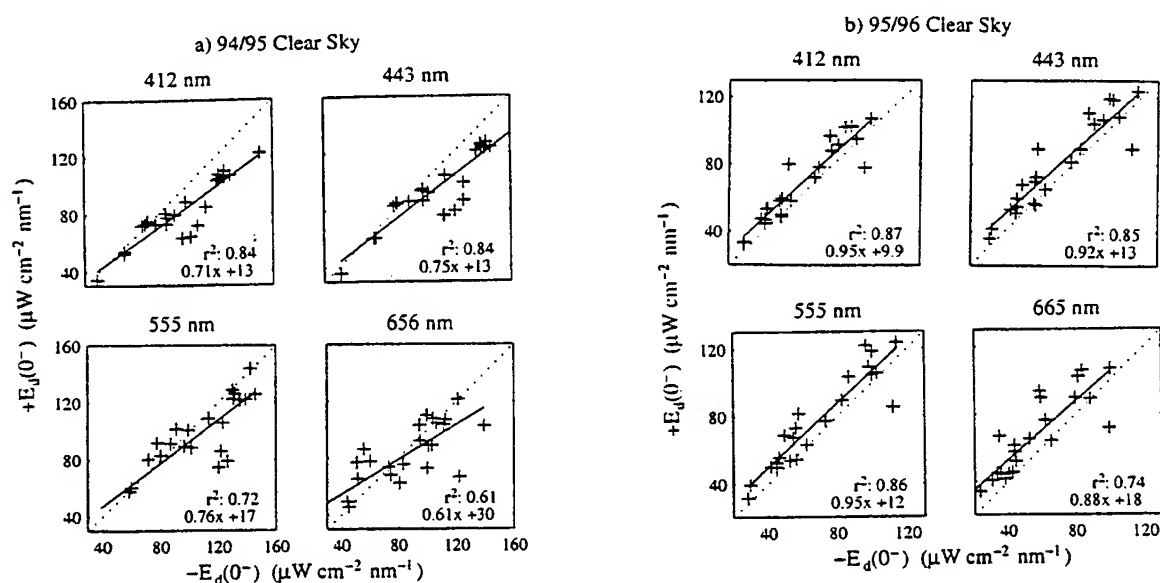 a) 94/95 Clear Sky
412 nm
443 nm
160
120
80
40
r²: 0.84
0.71x +13
r²: 0.84
0.75x +13
555 nm
656 nm
160
120
80
40
r²: 0.72
0.76x +17
r²: 0.61
0.61x +30
40 80 120 160
40 80 120 160
+E_d(0⁻) (µW cm⁻² nm⁻¹)
−E_d(0⁻) (µW cm⁻² nm⁻¹)
b) 95/96 Clear Sky
412 nm
443 nm
120
80
40
r²: 0.87
0.95x +9.9
r²: 0.85
0.92x +13
555 nm
665 nm
120
80
40
r²: 0.86
0.95x +12
r²: 0.74
0.88x +18
40 80 120
40 80 120
+E_d(0⁻) (µW cm⁻² nm⁻¹)
−E_d(0⁻) (µW cm⁻² nm⁻¹)